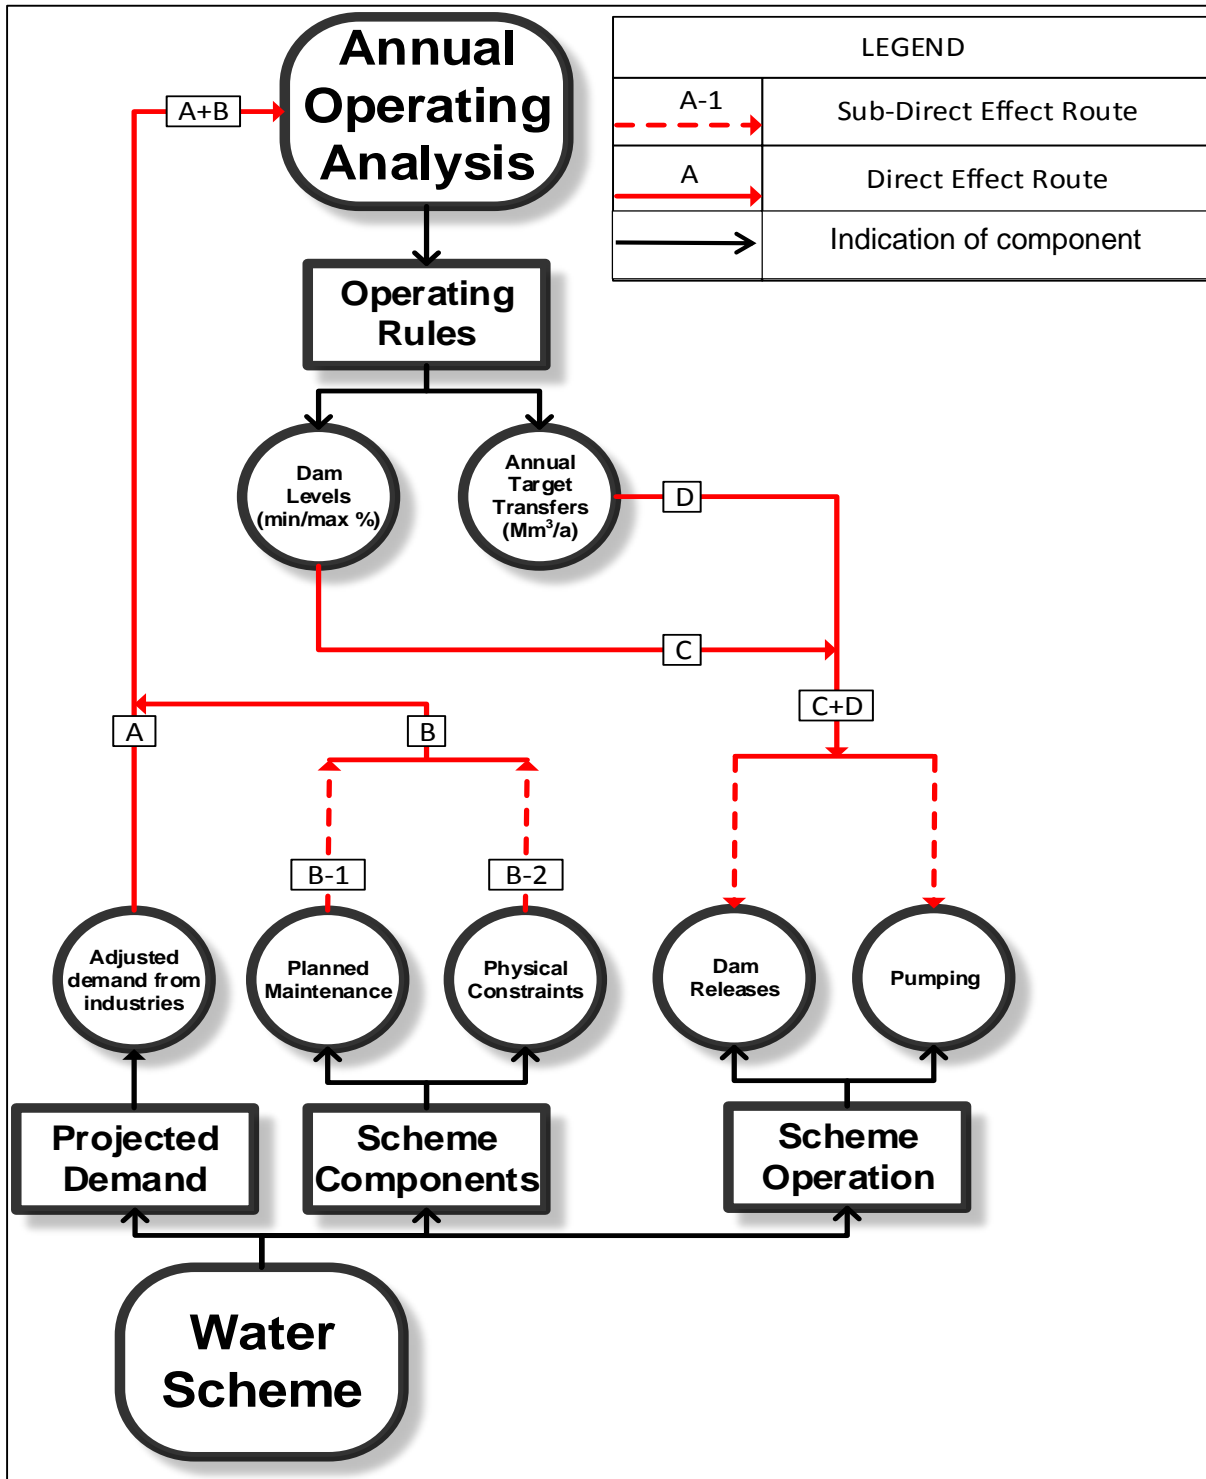 Annual
Operating
Analysis
LEGEND
A-1
Sub-Direct Effect Route
A
Direct Effect Route
Indication of component
A+B
Operating
Rules
Dam
Levels
(min/max %)
Annual
Target
Transfers
(Mm³/a)
D
C
C+D
A
B
B-1
B-2
Adjusted
demand from
industries
Planned
Maintenance
Physical
Constraints
Dam
Releases
Pumping
Projected
Demand
Scheme
Components
Scheme
Operation
Water
Scheme